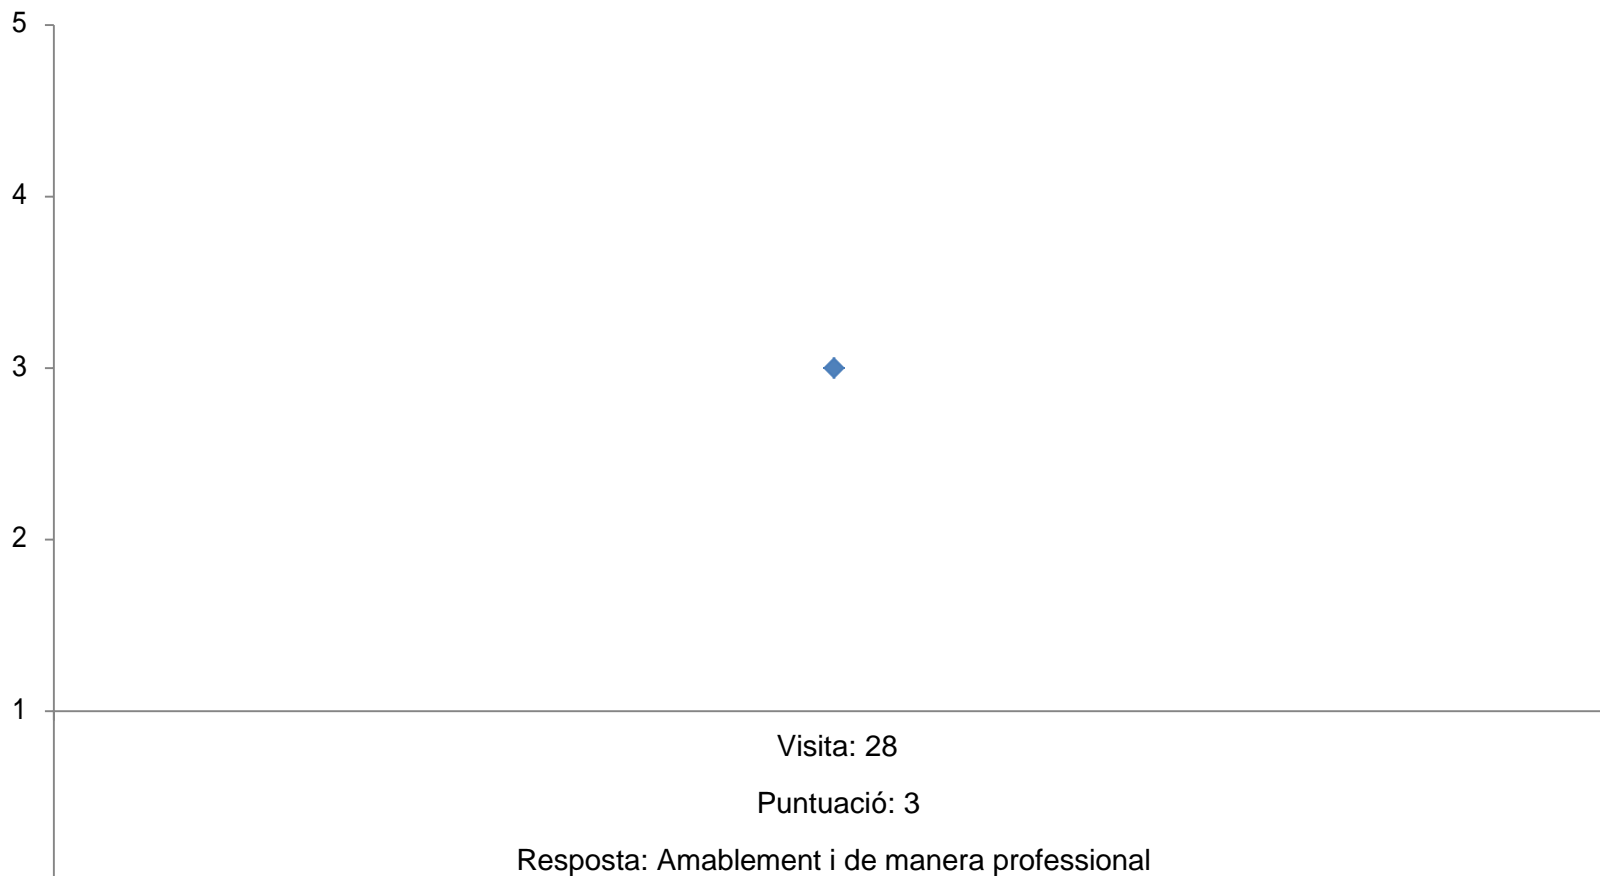 5
4
3
2
1
Visita: 28
Puntuació: 3
Resposta: Amablement i de manera professional